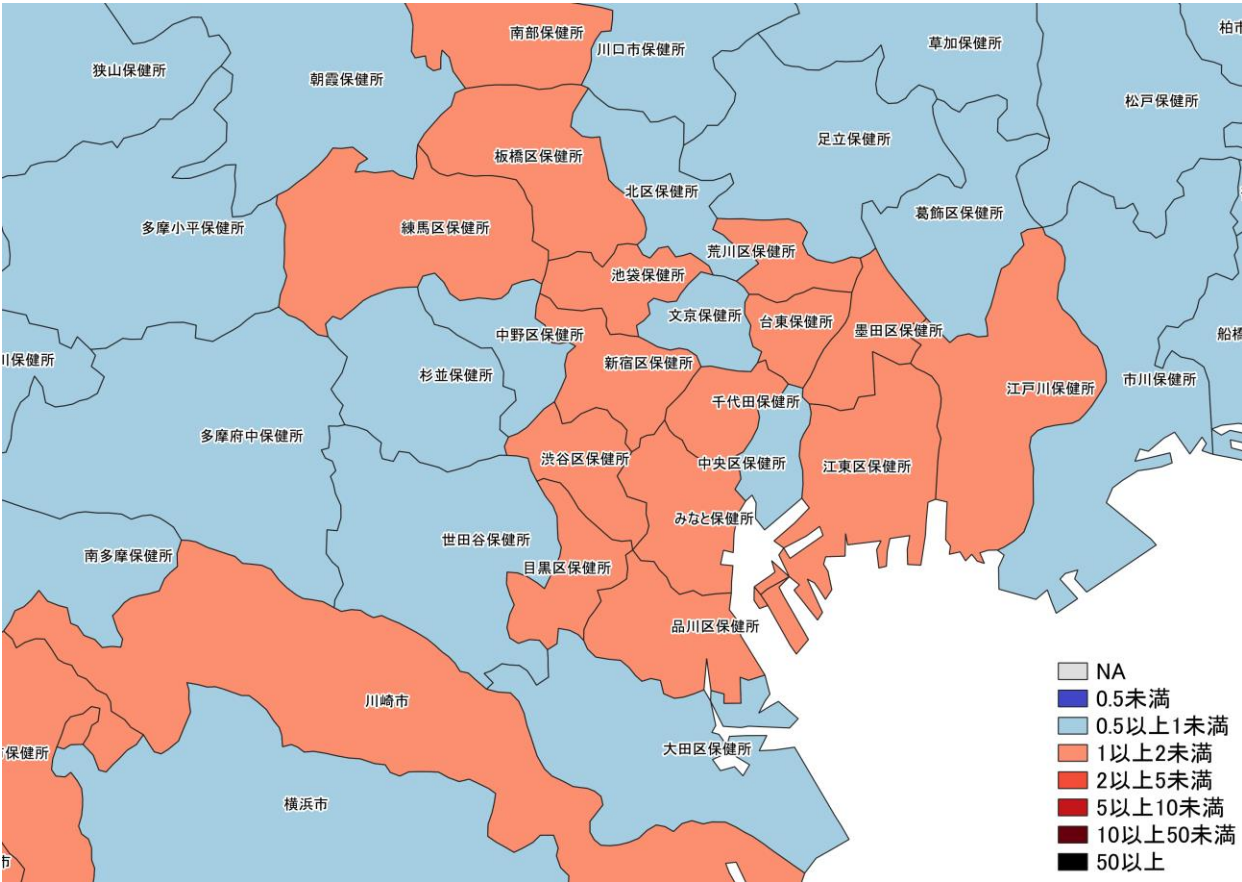 南部保健所
川口市保健所
草加保健所
柏市
狭山保健所
朝霞保健所
松戸保健所
板橋区保健所
足立保健所
北区保健所
葛飾区保健所
多摩小平保健所
練馬区保健所
荒川区保健所
池袋保健所
文京保健所
台東保健所
墨田区保健所
中野区保健所
船橋
川保健所
新宿区保健所
杉並保健所
市川保健所
江戸川保健所
千代田保健所
多摩府中保健所
渋谷区保健所
中央区保健所
江東区保健所
みなと保健所
世田谷保健所
南多摩保健所
目黒区保健所
品川区保健所
川崎市
大田区保健所
保健所
横浜市
市
NA
0.5未満
0.5以上1未満
1以上2未満
2以上5未満
5以上10未満
10以上50未満
50以上